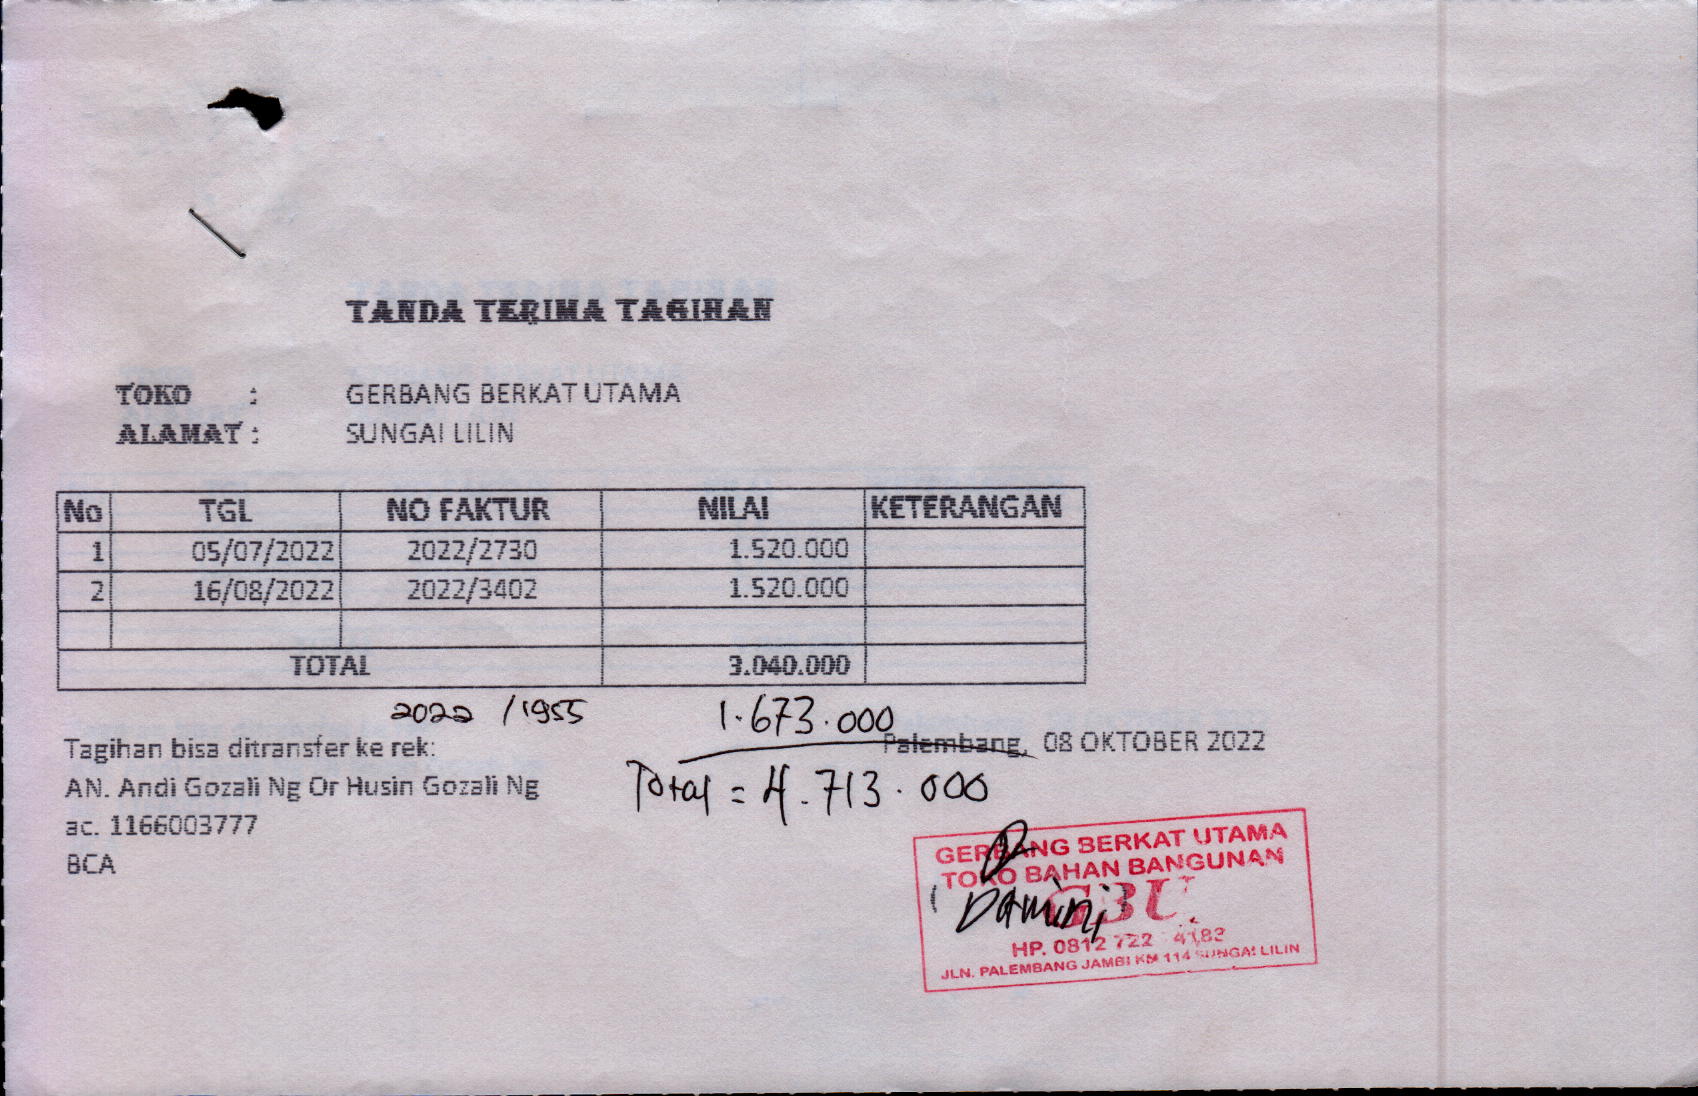 TANDA TERIMA TAGIHAN
TOKO : GERBANG BERKAT UTAMA
ALAMAT : SUNGAI LILIN
No TGL NO FAKTUR NILAI KETERANGAN
1 05/07/2022 2022/2730 1.520.000
2 16/08/2022 2022/3402 1.520.000
TOTAL 3.040.000
2022 /1955 1.673.000
Tagihan bisa ditransfer ke rek: Palembang, 08 OKTOBER 2022
AN. Andi Gozali Ng Or Husin Gozali Ng Total = 4.713.000
ac. 1166003777
BCA
GERBANG BERKAT UTAMA
TOKO BAHAN BANGUNAN
GBU
HP. 0812 722 4183
JLN. PALEMBANG JAMBI KM 114 SUNGAI LILIN